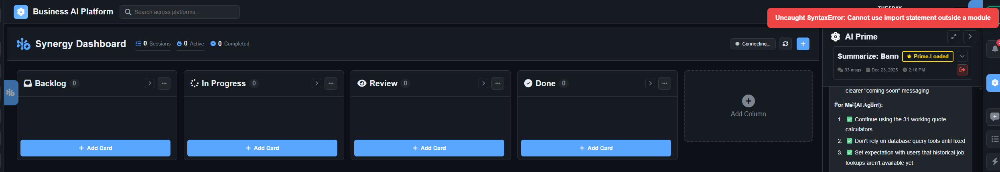 Business AI Platform
Search across platforms...
TUESDAY
Uncaught SyntaxError: Cannot use import statement outside a module
Synergy Dashboard
0 Sessions
0 Active
0 Completed
Connecting...
Backlog 0
Add Card
In Progress 0
Add Card
Review 0
Add Card
Done 0
Add Card
Add Column
AI Prime
Summarize: Bann
Prime-Loaded
33 msgs
Dec 23, 2025
2:10 PM
clearer "coming soon" messaging
For Me (AI Agent):
1. ✅ Continue using the 31 working quote
calculators
2. ✅ Don't rely on database query tools until fixed
3. ✅ Set expectation with users that historical job
lookups aren't available yet